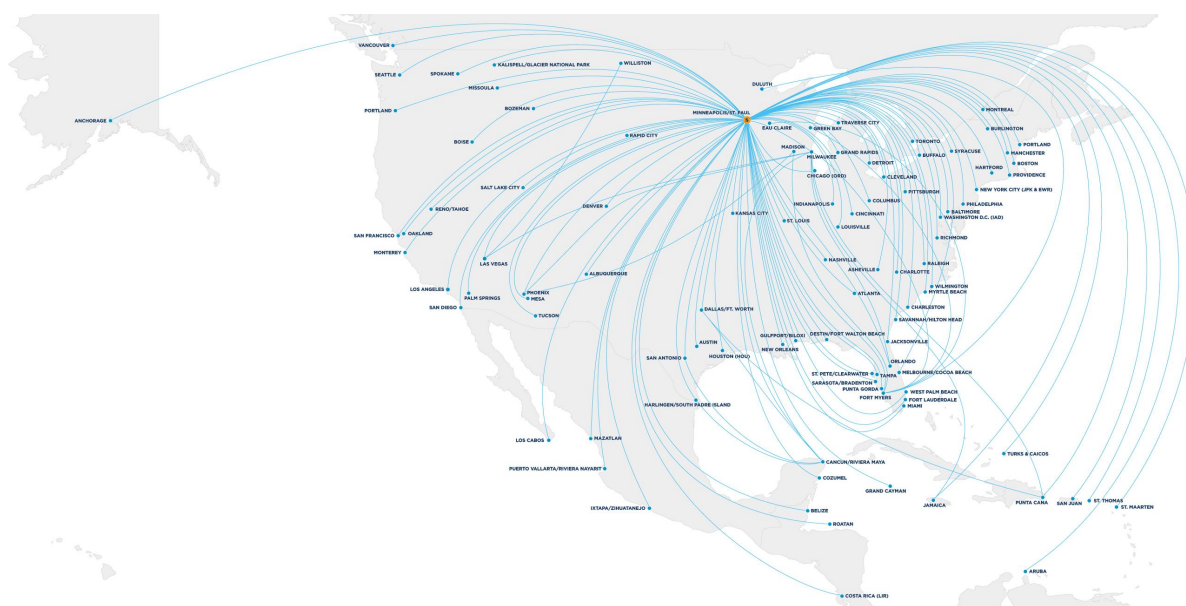 VANCOUVER
SEATTLE
SPOKANE
KALISPELL/GLACIER NATIONAL PARK
WILLISTON
MISSOULA
DULUTH
PORTLAND
BOZEMAN
MINNEAPOLIS/ST. PAUL
MONTREAL
ANCHORAGE
EAU CLAIRE
GREEN BAY
TRAVERSE CITY
BURLINGTON
BOISE
RAPID CITY
MADISON
MILWAUKEE
GRAND RAPIDS
TORONTO
BUFFALO
SYRACUSE
PORTLAND
MANCHESTER
BOSTON
HARTFORD
PROVIDENCE
DETROIT
CHICAGO (ORD)
CLEVELAND
SALT LAKE CITY
PITTSBURGH
NEW YORK CITY (JFK & EWR)
DENVER
RENO/TAHOE
KANSAS CITY
INDIANAPOLIS
COLUMBUS
PHILADELPHIA
BALTIMORE
WASHINGTON D.C. (IAD)
CINCINNATI
ST. LOUIS
LOUISVILLE
SAN FRANCISCO
OAKLAND
MONTEREY
RICHMOND
LAS VEGAS
ALBUQUERQUE
NASHVILLE
ASHEVILLE
CHARLOTTE
RALEIGH
LOS ANGELES
PALM SPRINGS
PHOENIX
MESA
WILMINGTON
MYRTLE BEACH
ATLANTA
SAN DIEGO
TUCSON
DALLAS/FT. WORTH
CHARLESTON
SAVANNAH/HILTON HEAD
AUSTIN
HOUSTON (HOU)
GULFPORT/BILOXI
NEW ORLEANS
DESTIN/FORT WALTON BEACH
JACKSONVILLE
SAN ANTONIO
ORLANDO
ST. PETE/CLEARWATER
TAMPA
MELBOURNE/COCOA BEACH
SARASOTA/BRADENTON
PUNTA GORDA
FORT MYERS
WEST PALM BEACH
FORT LAUDERDALE
MIAMI
HARLINGEN/SOUTH PADRE ISLAND
LOS CABOS
MAZATLAN
TURKS & CAICOS
PUERTO VALLARTA/RIVIERA NAYARIT
CANCUN/RIVIERA MAYA
COZUMEL
GRAND CAYMAN
JAMAICA
PUNTA CANA
SAN JUAN
ST. THOMAS
ST. MAARTEN
IXTAPA/ZIHUATANEJO
BELIZE
ROATAN
ARUBA
COSTA RICA (LIR)